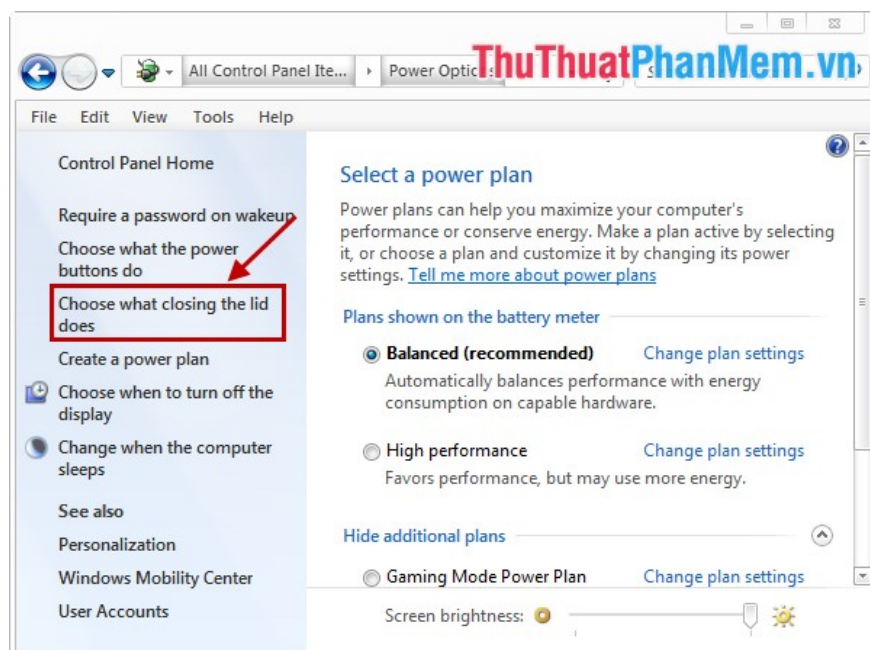 ThuThuatPhanMem.vn
All Control Panel Ite...
Power Options
File Edit View Tools Help
Control Panel Home
Require a password on wakeup
Choose what the power
buttons do
Choose what closing the lid
does
Create a power plan
Choose when to turn off the
display
Change when the computer
sleeps
See also
Personalization
Windows Mobility Center
User Accounts
Select a power plan
Power plans can help you maximize your computer's
performance or conserve energy. Make a plan active by selecting
it, or choose a plan and customize it by changing its power
settings. Tell me more about power plans
Plans shown on the battery meter
Balanced (recommended) Change plan settings
Automatically balances performance with energy
consumption on capable hardware.
High performance Change plan settings
Favors performance, but may use more energy.
Hide additional plans
Gaming Mode Power Plan Change plan settings
Screen brightness: